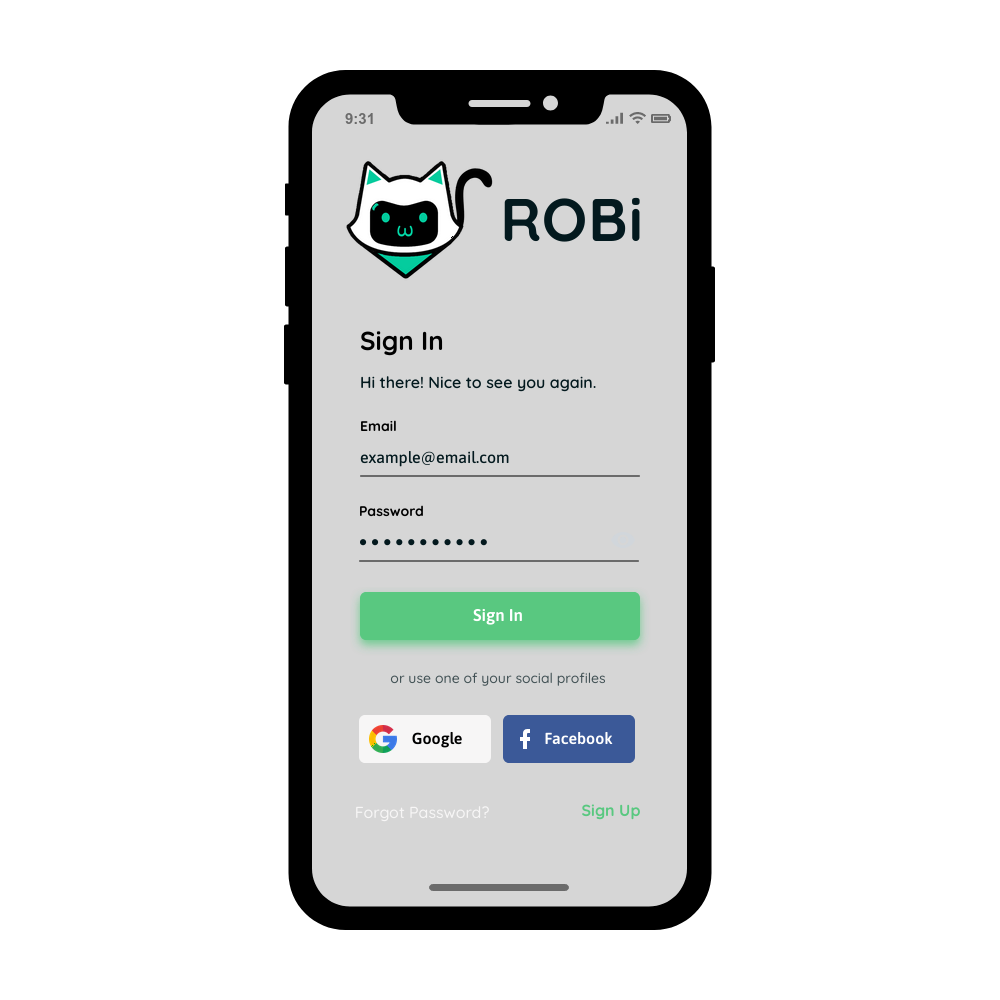 9:31
ROBi
Sign In
Hi there! Nice to see you again.
Email
example@email.com
Password
•••••••••••
Sign In
or use one of your social profiles
Google
Facebook
Forgot Password?
Sign Up